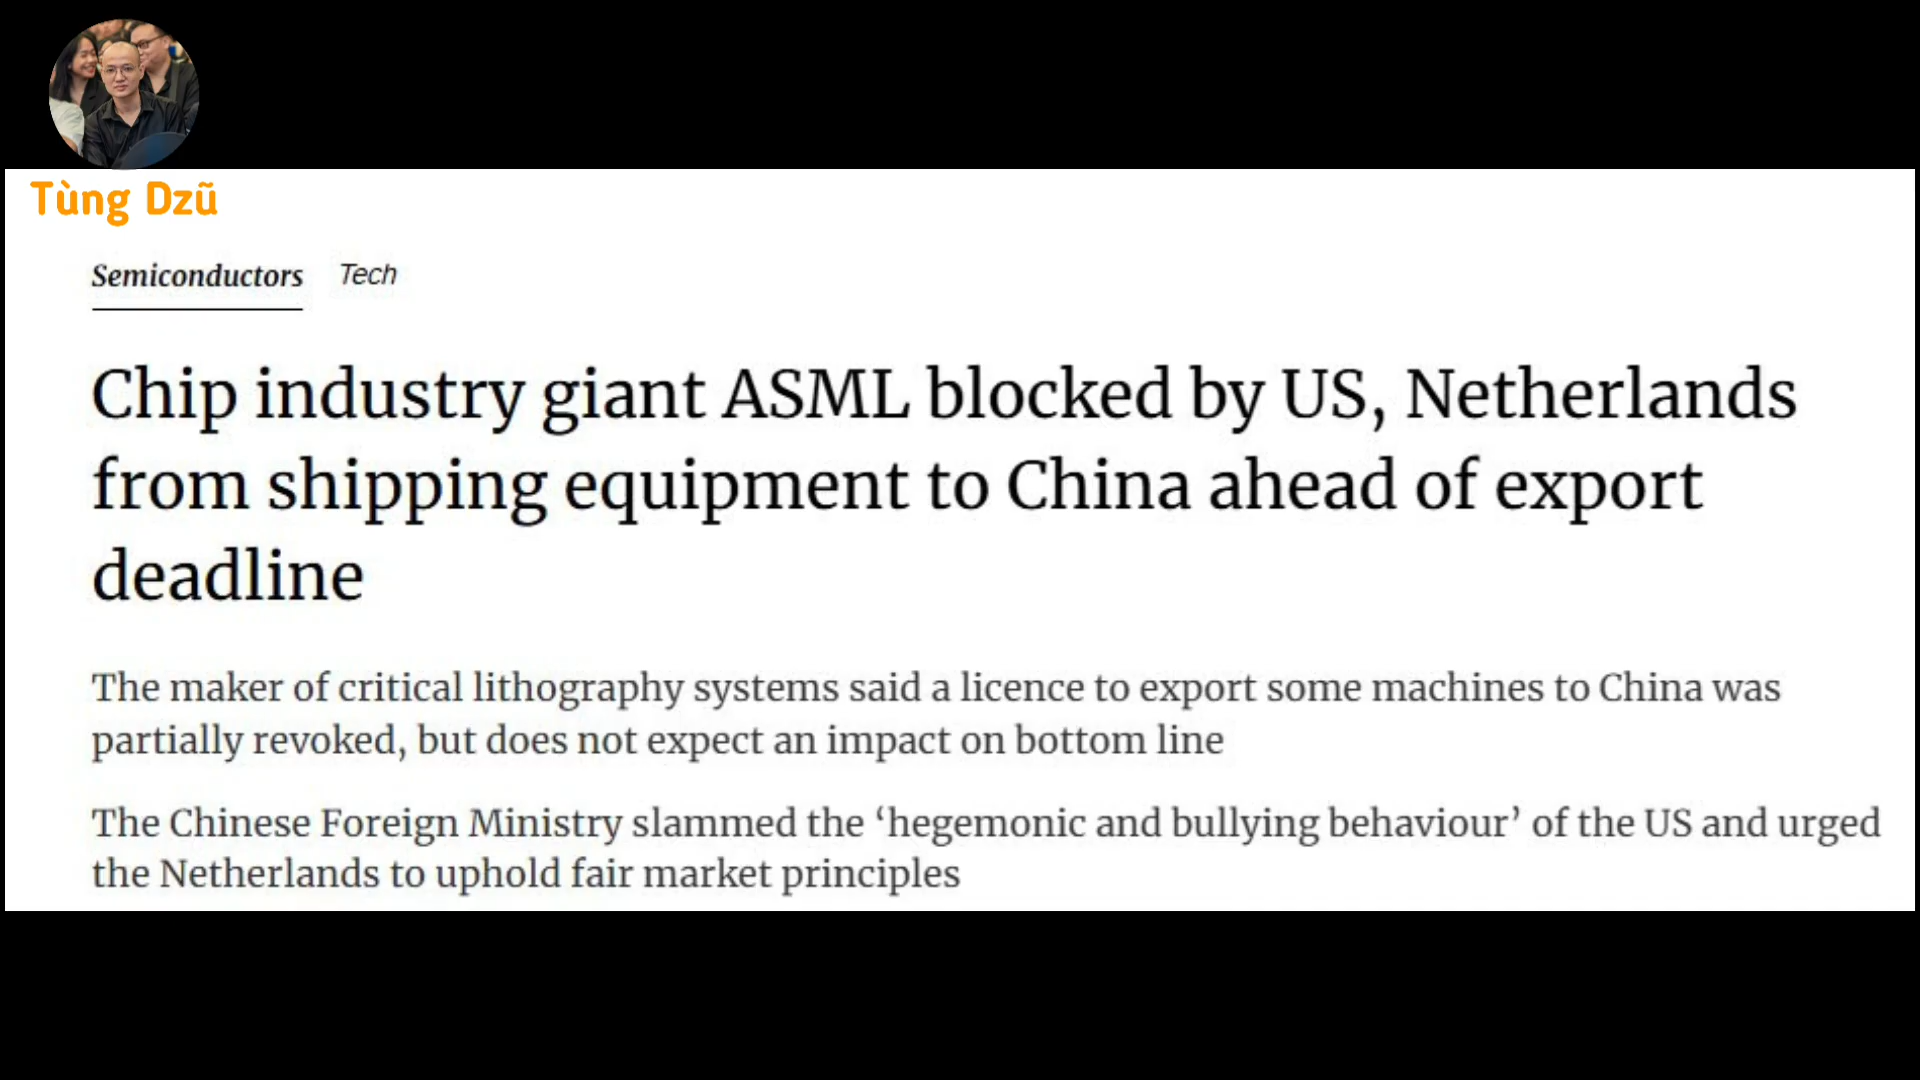 Tùng Dzũ
Semiconductors Tech
Chip industry giant ASML blocked by US, Netherlands
from shipping equipment to China ahead of export
deadline
The maker of critical lithography systems said a licence to export some machines to China was
partially revoked, but does not expect an impact on bottom line
The Chinese Foreign Ministry slammed the ‘hegemonic and bullying behaviour’ of the US and urged
the Netherlands to uphold fair market principles